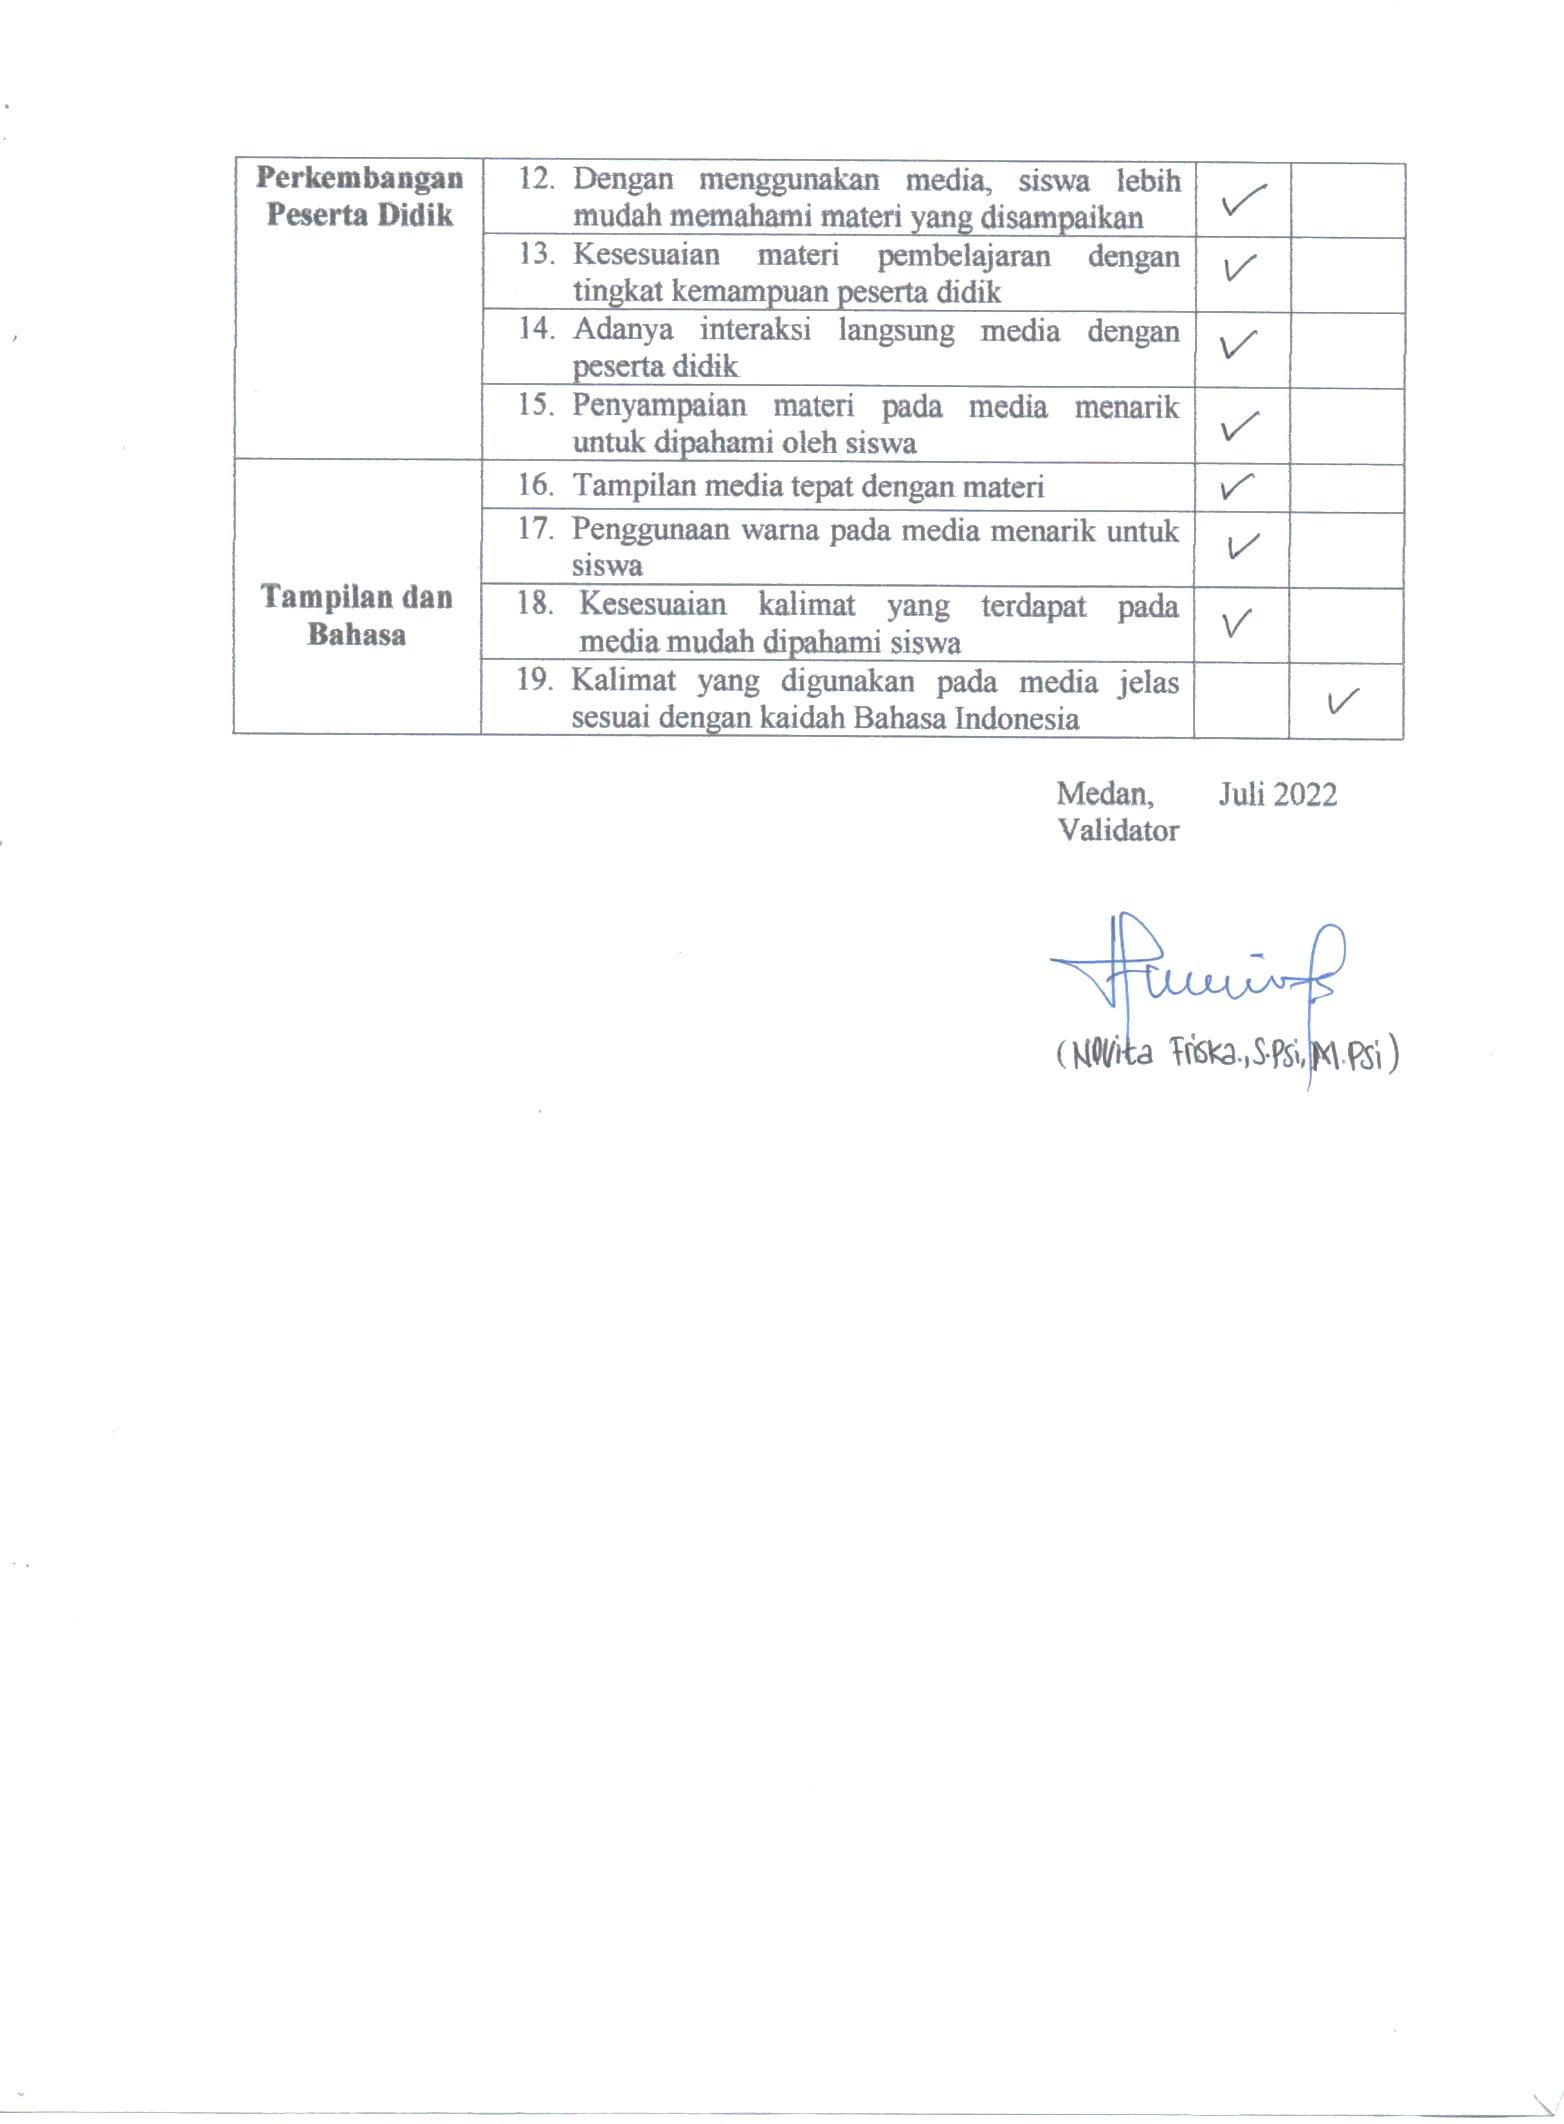 Perkembangan
Peserta Didik
12. Dengan menggunakan media, siswa lebih
mudah memahami materi yang disampaikan
✓
13. Kesesuaian materi pembelajaran dengan
tingkat kemampuan peserta didik
✓
14. Adanya interaksi langsung media dengan
peserta didik
✓
15. Penyampaian materi pada media menarik
untuk dipahami oleh siswa
✓
Tampilan dan
Bahasa
16. Tampilan media tepat dengan materi
✓
17. Penggunaan warna pada media menarik untuk
siswa
✓
18. Kesesuaian kalimat yang terdapat pada
media mudah dipahami siswa
✓
19. Kalimat yang digunakan pada media jelas
sesuai dengan kaidah Bahasa Indonesia
✓
Medan, Juli 2022
Validator
(Novita Friska.,S.Psi,M.Psi)